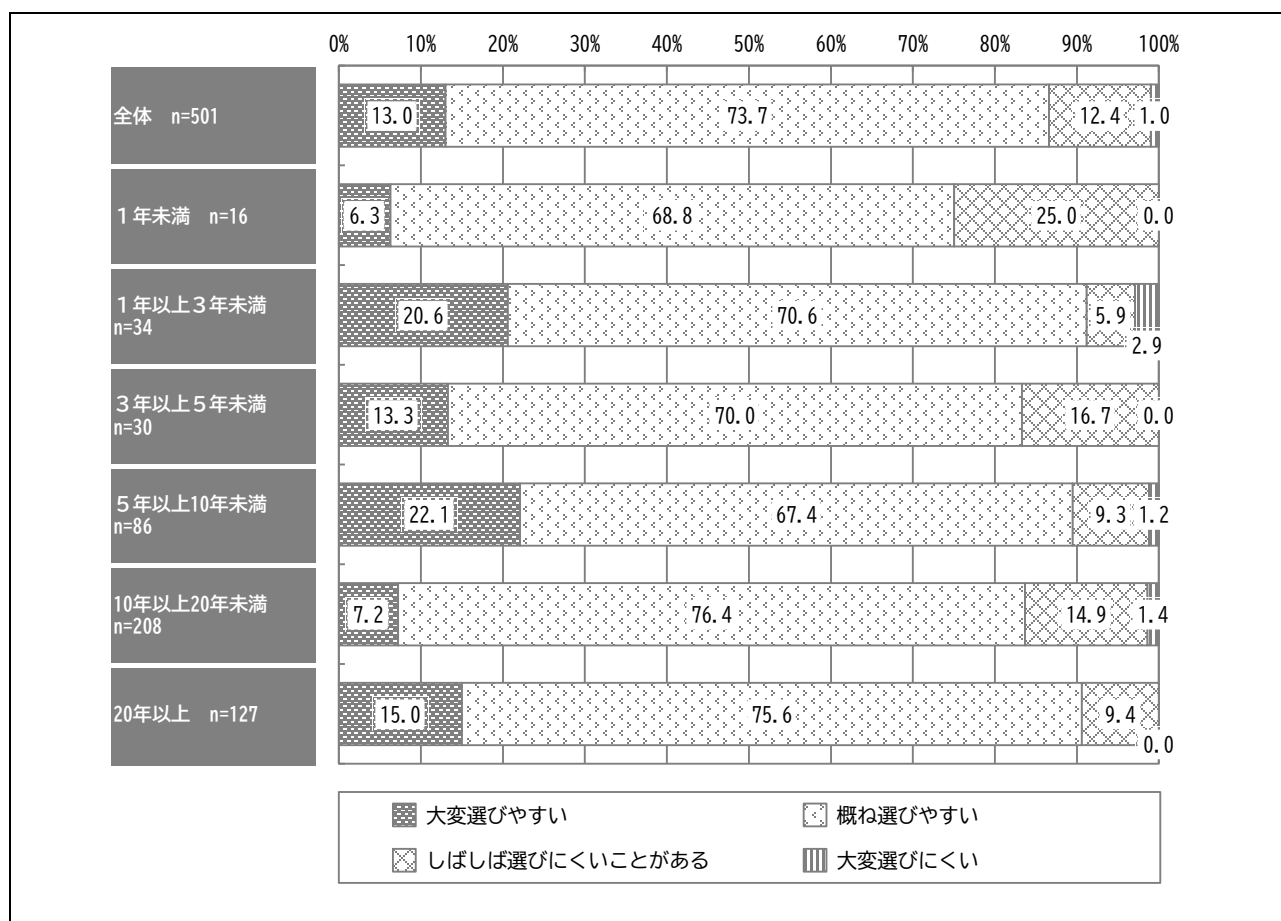 0% 10% 20% 30% 40% 50% 60% 70% 80% 90% 100%
全体 n=501
13.0 73.7 12.4 1.0
１年未満 n=16
6.3 68.8 25.0 0.0
１年以上３年未満
n=34
20.6 70.6 5.9 2.9
３年以上５年未満
n=30
13.3 70.0 16.7 0.0
５年以上10年未満
n=86
22.1 67.4 9.3 1.2
10年以上20年未満
n=208
7.2 76.4 14.9 1.4
20年以上 n=127
15.0 75.6 9.4 0.0
大変選びやすい 概ね選びやすい
しばしば選びにくいことがある 大変選びにくい